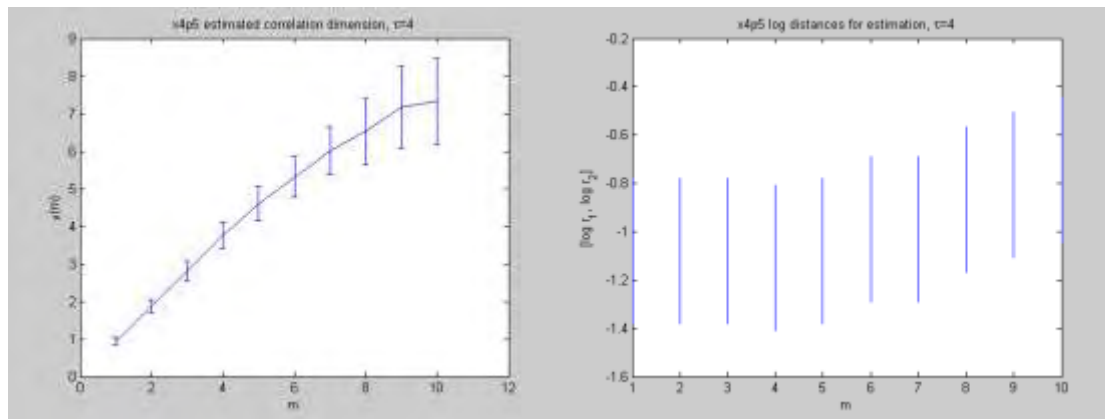 x4p5 estimated correlation dimension, τ=4
9
8
7
6
5
4
3
2
1
0
ν(m)
0 2 4 6 8 10 12
m
x4p5 log distances for estimation, τ=4
-0.2
-0.4
-0.6
-0.8
-1
-1.2
-1.4
-1.6
[log r1 , log r2]
1 2 3 4 5 6 7 8 9 10
m